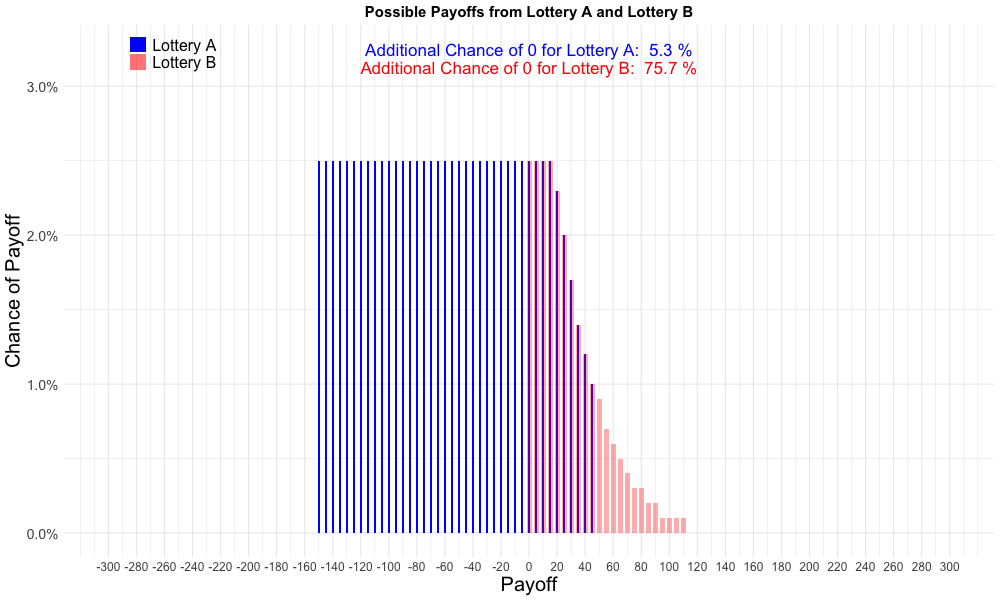 Possible Payoffs from Lottery A and Lottery B
Lottery A
Lottery B
Additional Chance of 0 for Lottery A:  5.3 %
Additional Chance of 0 for Lottery B:  75.7 %
Chance of Payoff
3.0%
2.0%
1.0%
0.0%
-300 -280 -260 -240 -220 -200 -180 -160 -140 -120 -100 -80 -60 -40 -20 0 20 40 60 80 100 120 140 160 180 200 220 240 260 280 300
Payoff